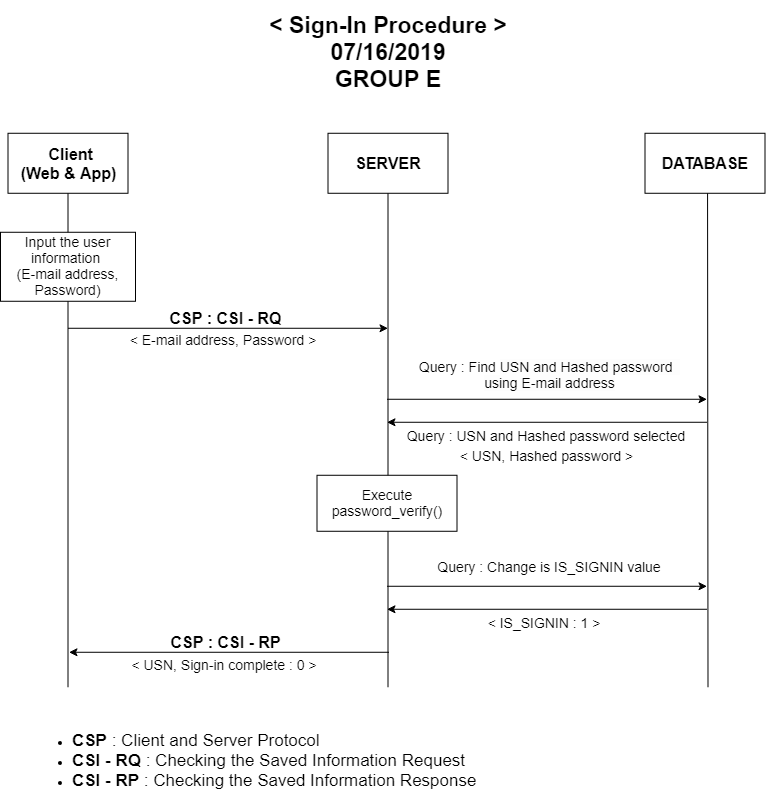 < Sign-In Procedure >
07/16/2019
GROUP E
Client
(Web & App)
SERVER
DATABASE
Input the user
information
(E-mail address,
Password)
CSP : CSI - RQ
< E-mail address, Password >
Query : Find USN and Hashed password
using E-mail address
Query : USN and Hashed password selected
< USN, Hashed password >
Execute
password_verify()
Query : Change is IS_SIGNIN value
< IS_SIGNIN : 1 >
CSP : CSI - RP
< USN, Sign-in complete : 0 >
• CSP : Client and Server Protocol
• CSI - RQ : Checking the Saved Information Request
• CSI - RP : Checking the Saved Information Response